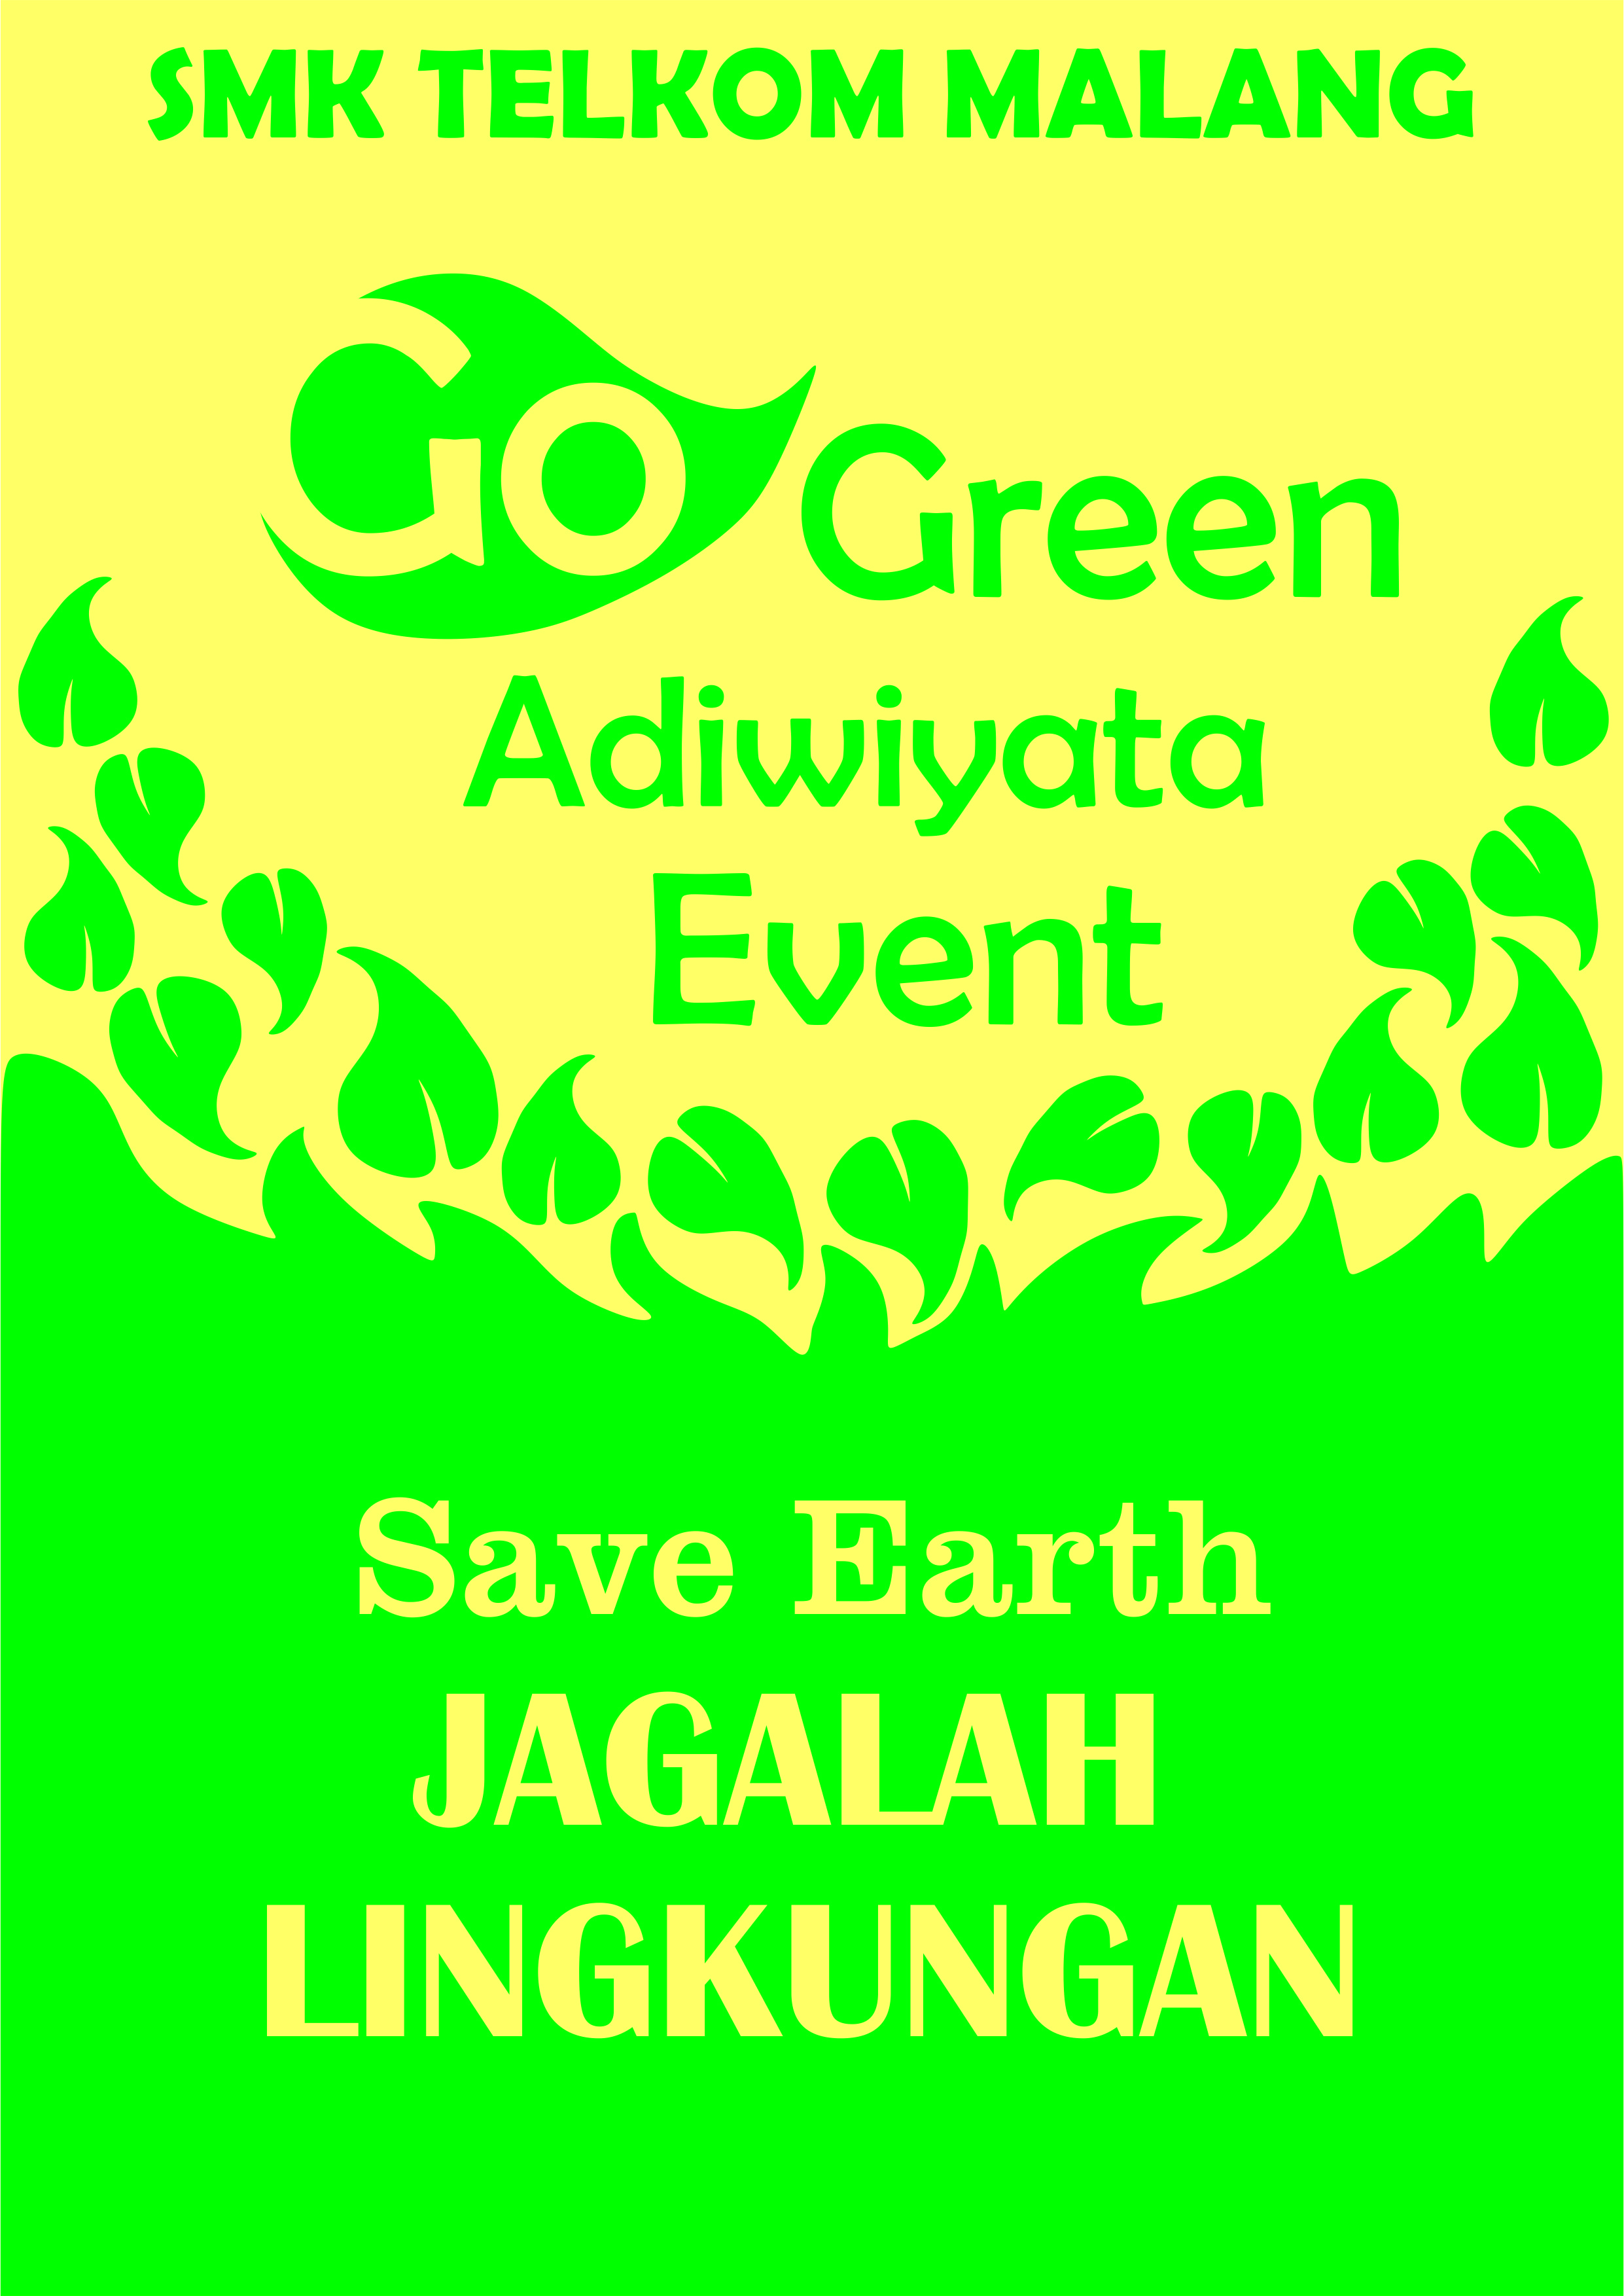 SMK TELKOM MALANG
GO Green
Adiwiyata
Event
Save Earth
JAGALAH
LINGKUNGAN